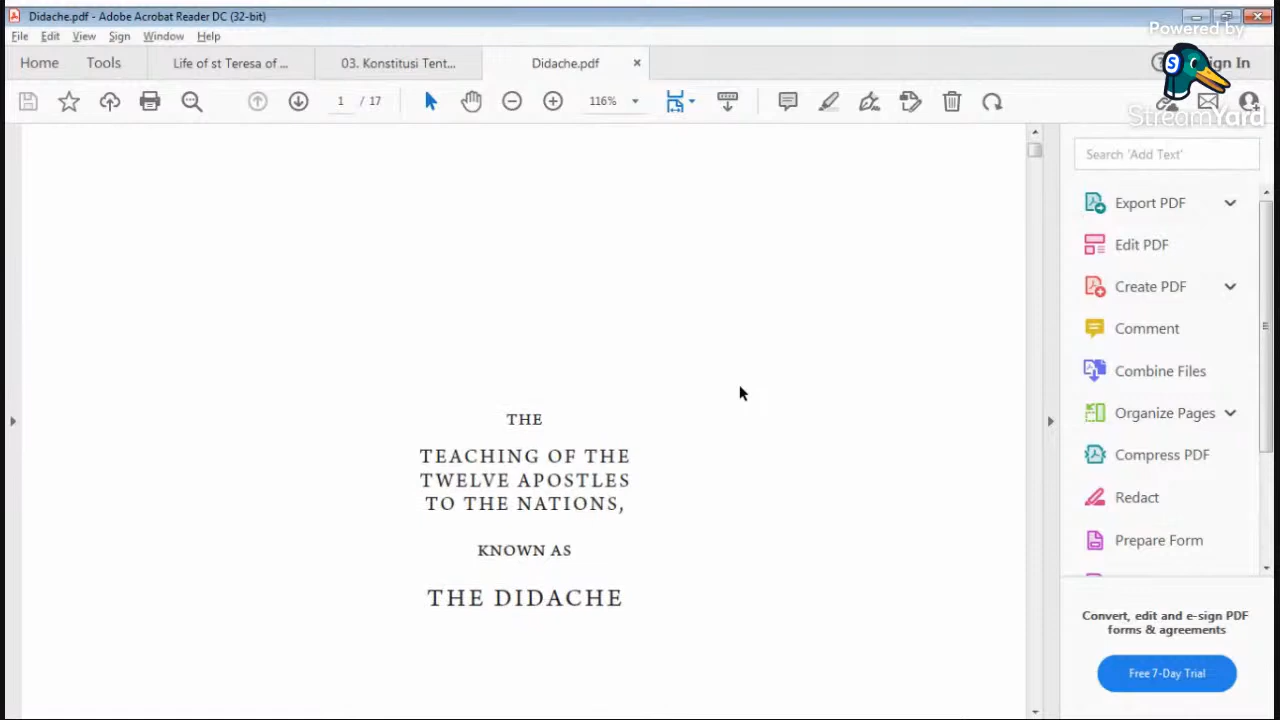 Didache.pdf - Adobe Acrobat Reader DC (32-bit)
File Edit View Sign Window Help
Powered by
StreamYard
Home Tools Life of st Teresa of ... 03. Konstitusi Tent... Didache.pdf × Sign In
1 / 17 116%
Search 'Add Text'
Export PDF
Edit PDF
Create PDF
Comment
Combine Files
Organize Pages
Compress PDF
Redact
Prepare Form
THE
TEACHING OF THE
TWELVE APOSTLES
TO THE NATIONS,
KNOWN AS
THE DIDACHE
Convert, edit and e-sign PDF
forms & agreements
Free 7-Day Trial